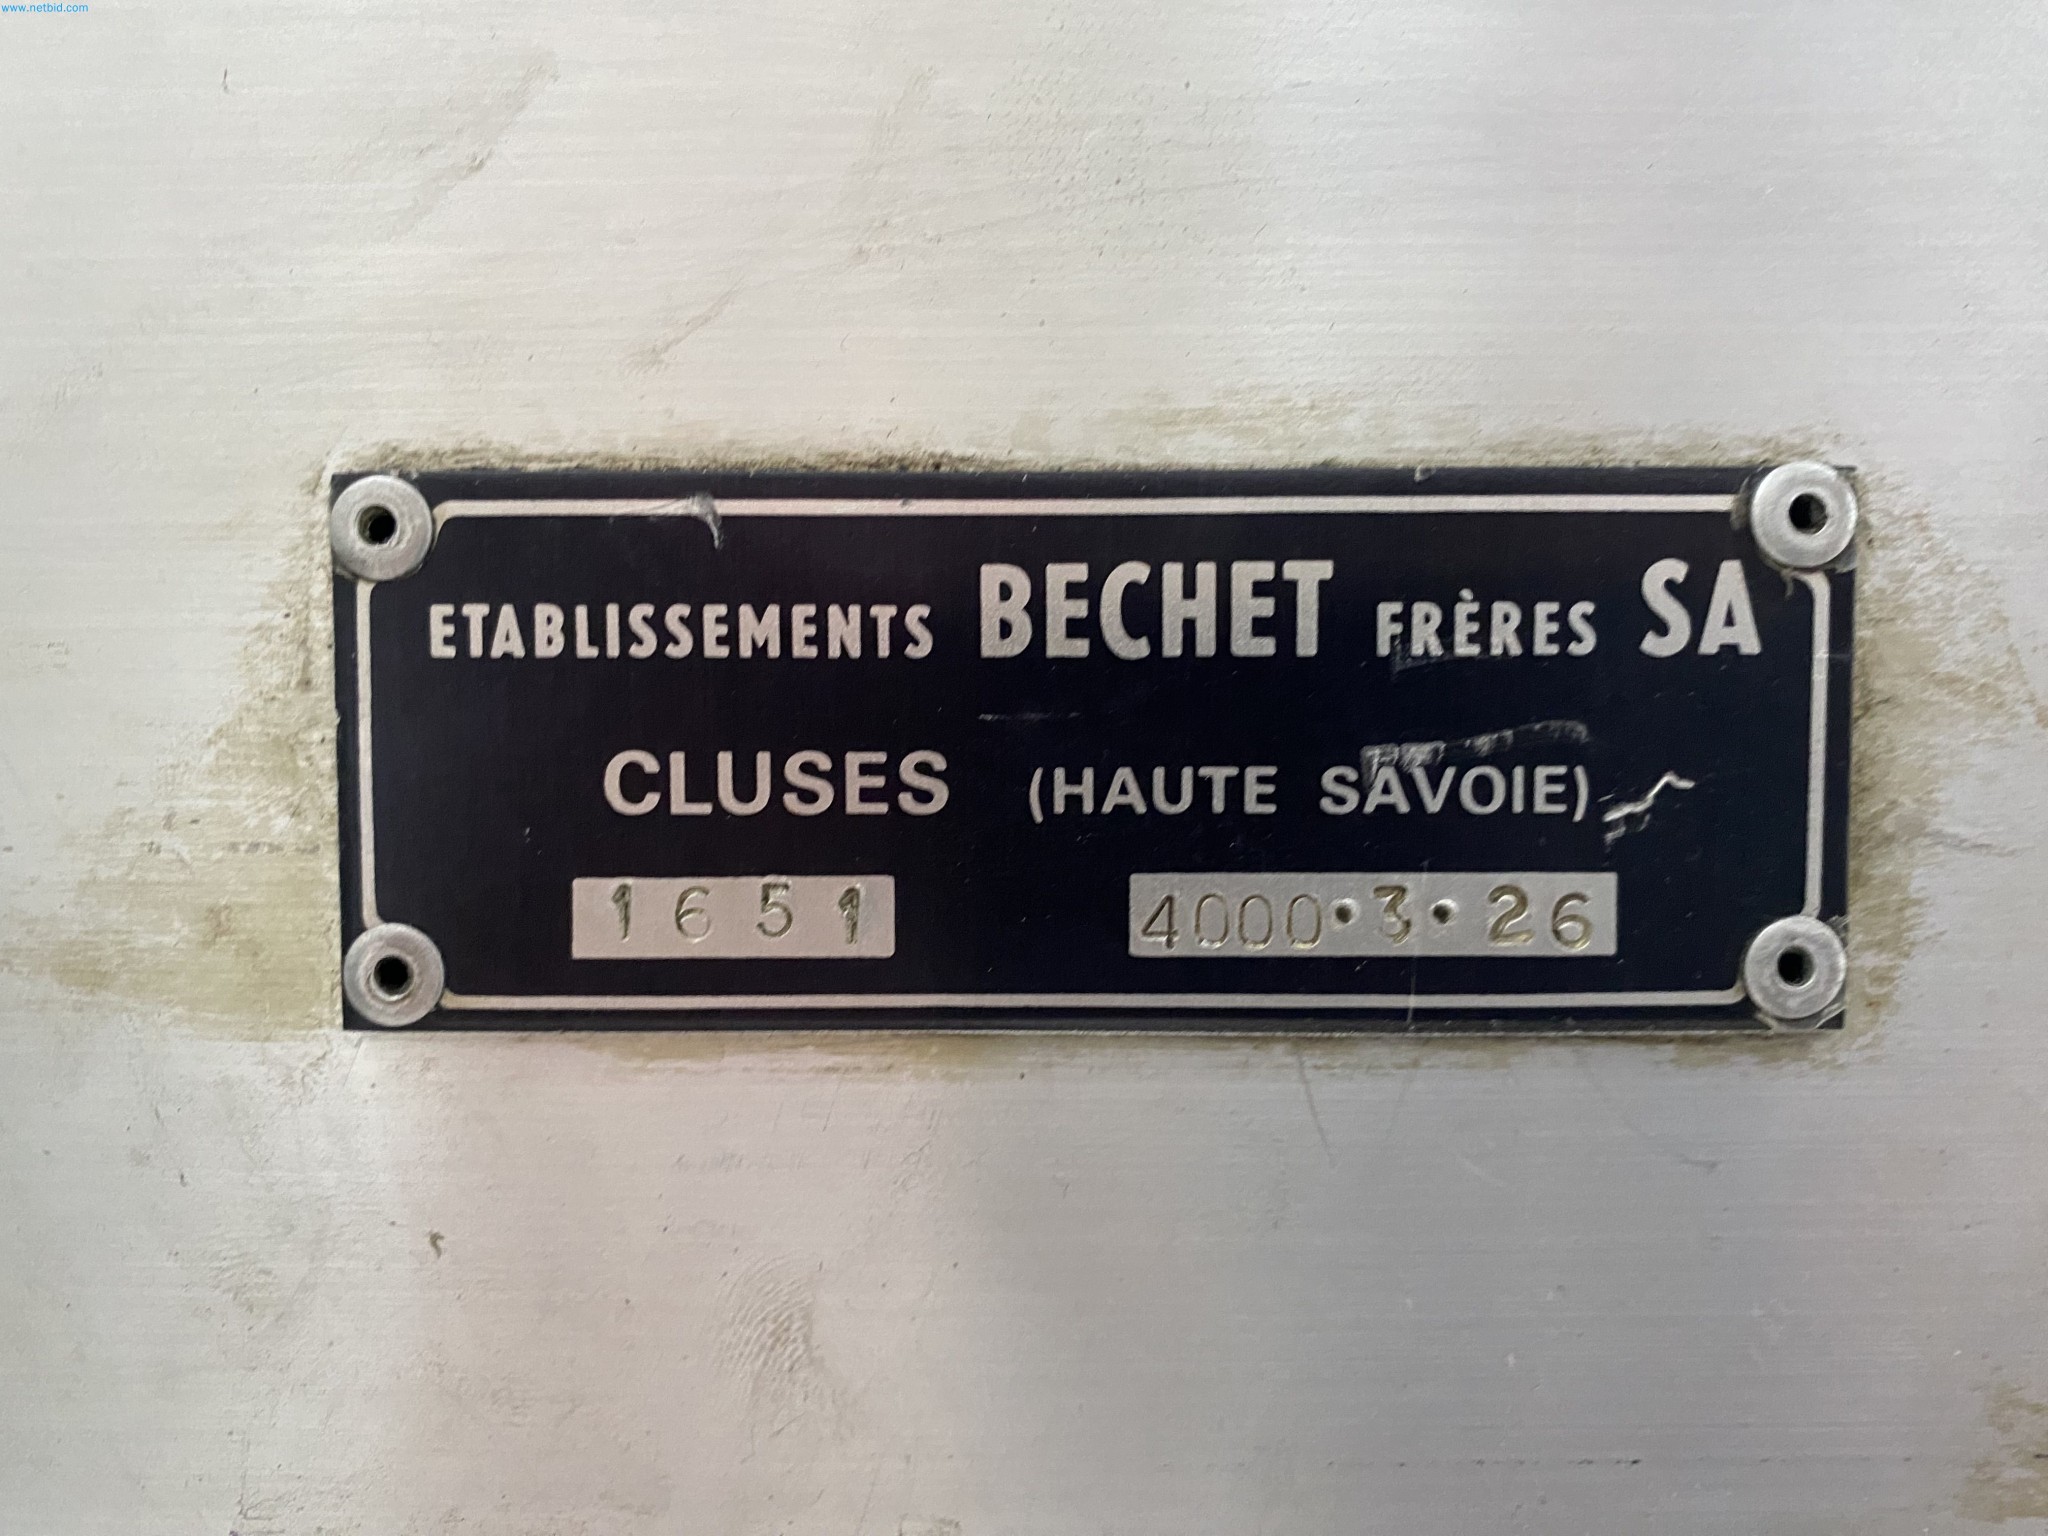 www.netbid.com
ETABLISSEMENTS BECHET FRÈRES SA
CLUSES (HAUTE SAVOIE)
1651 4000·3·26